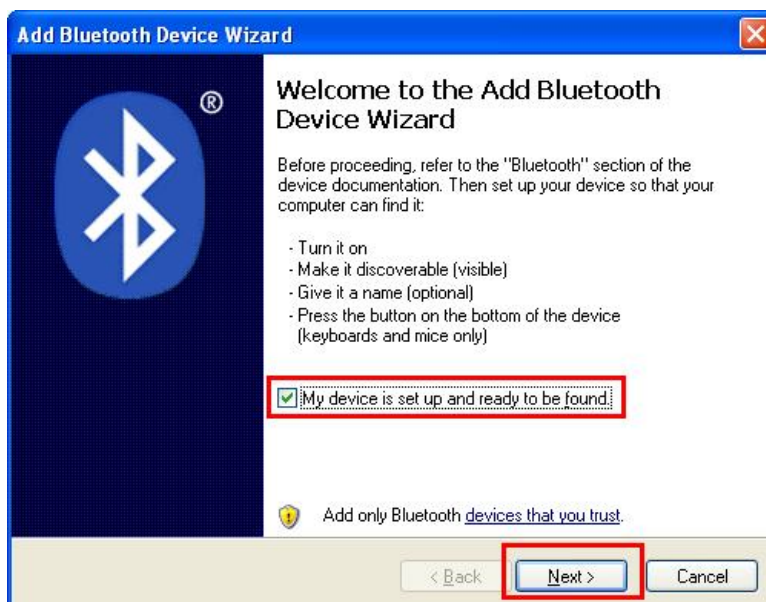 Add Bluetooth Device Wizard
®
Welcome to the Add Bluetooth
Device Wizard
Before proceeding, refer to the "Bluetooth" section of the
device documentation. Then set up your device so that your
computer can find it:
- Turn it on
- Make it discoverable (visible)
- Give it a name (optional)
- Press the button on the bottom of the device
(keyboards and mice only)
My device is set up and ready to be found.
Add only Bluetooth devices that you trust.
< Back Next > Cancel